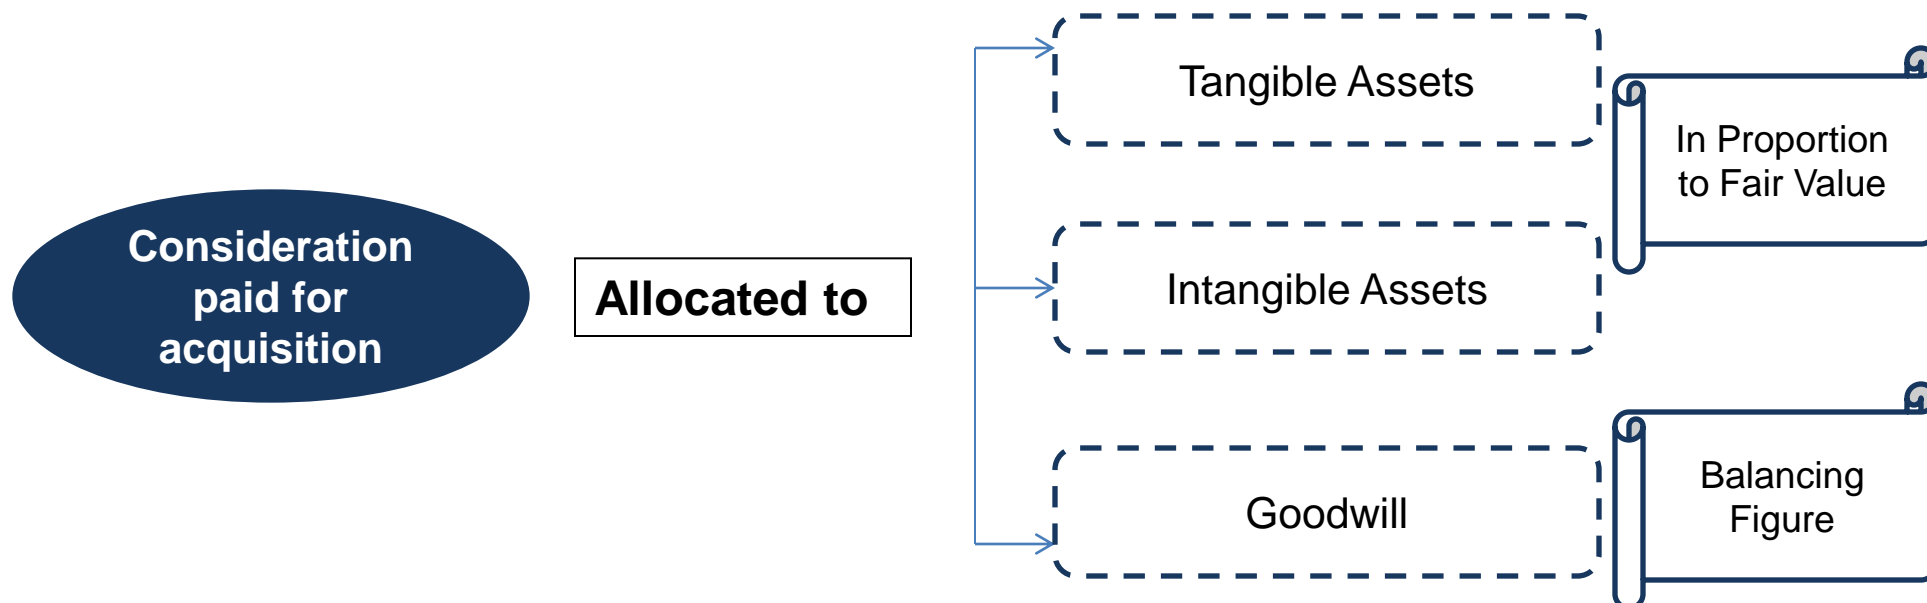 Consideration
paid for
acquisition
Allocated to
Tangible Assets
Intangible Assets
Goodwill
In Proportion
to Fair Value
Balancing
Figure